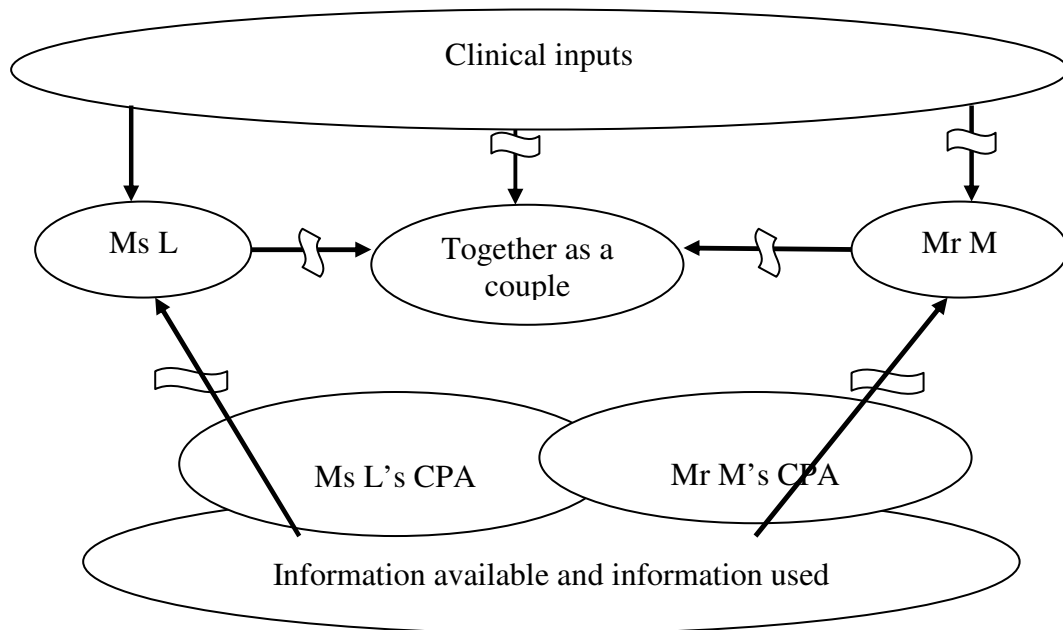 Clinical inputs
Ms L
Together as a
couple
Mr M
Ms L’s CPA
Mr M’s CPA
Information available and information used